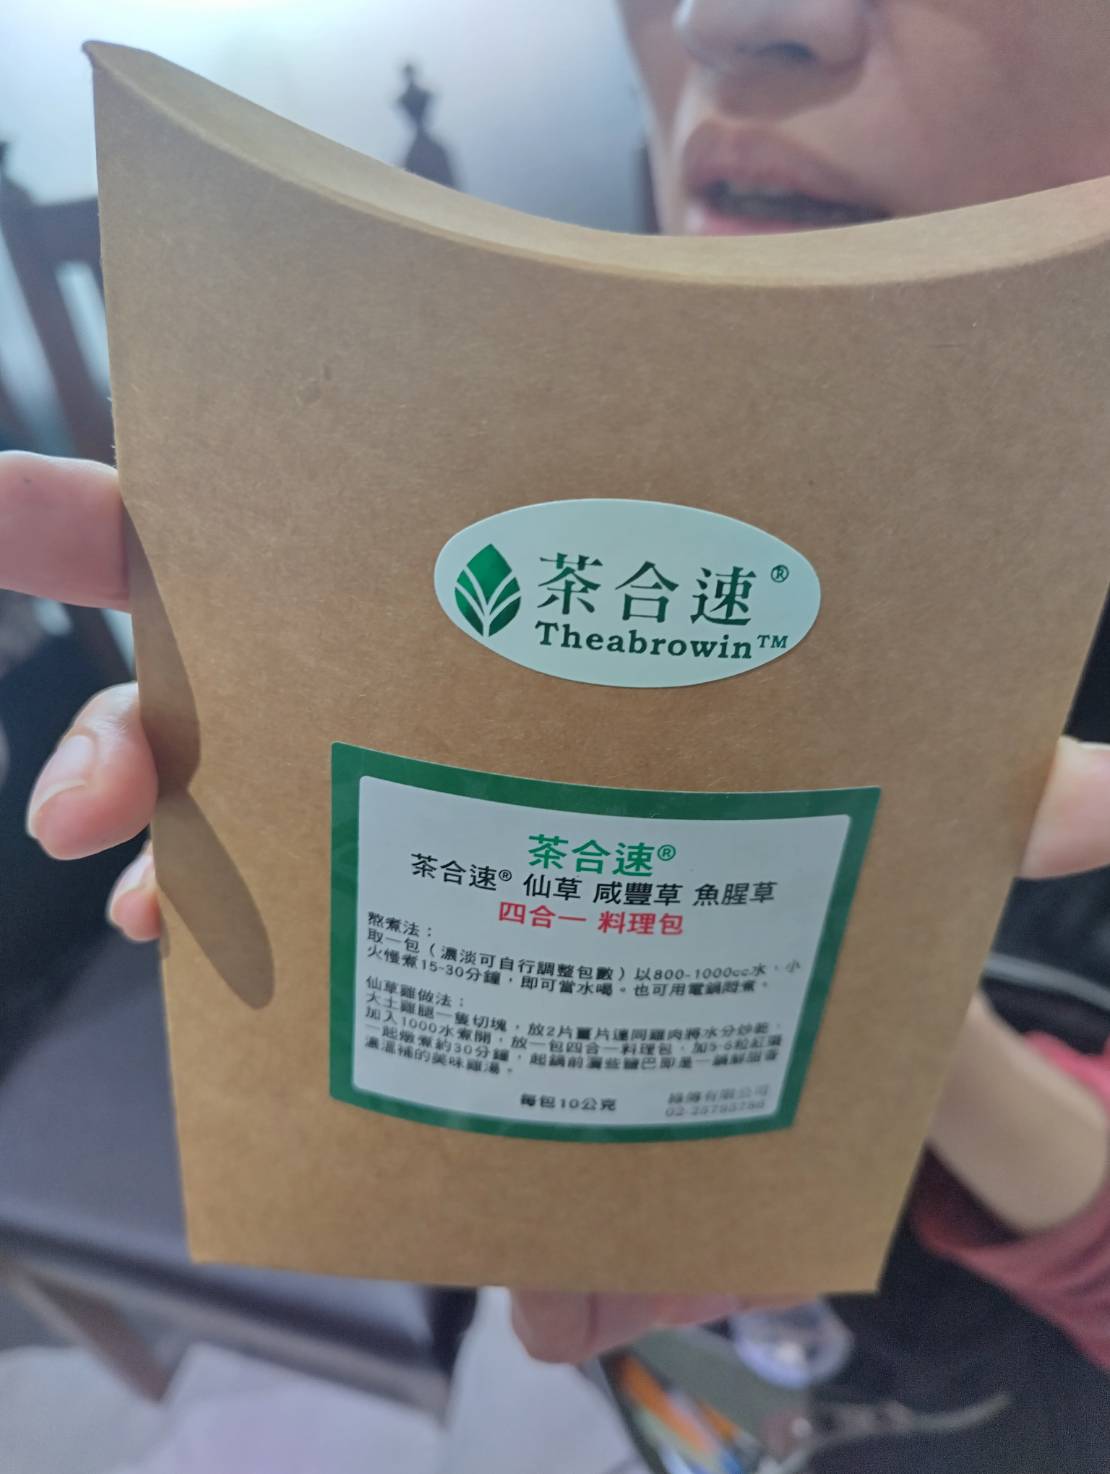 茶合速®
Theabrowin™
茶合速®
茶合速® 仙草 咸豐草 魚腥草
四合一 料理包
熬煮法：
取一包（濃淡可自行調整包數）以800-1000cc水，小
火慢煮15-30分鐘，即可當水喝。也可用電鍋悶煮。
仙草雞做法：
大土雞腿一隻切塊，放2片薑片連同雞肉將水分炒乾，
加入1000水煮開，放一包四合一料理包，加5-6粒紅棗
一起燉煮約30分鐘，起鍋前灑些鹽巴即是一鍋鮮甜香
濃溫補的美味雞湯。
每包10公克
有限公司